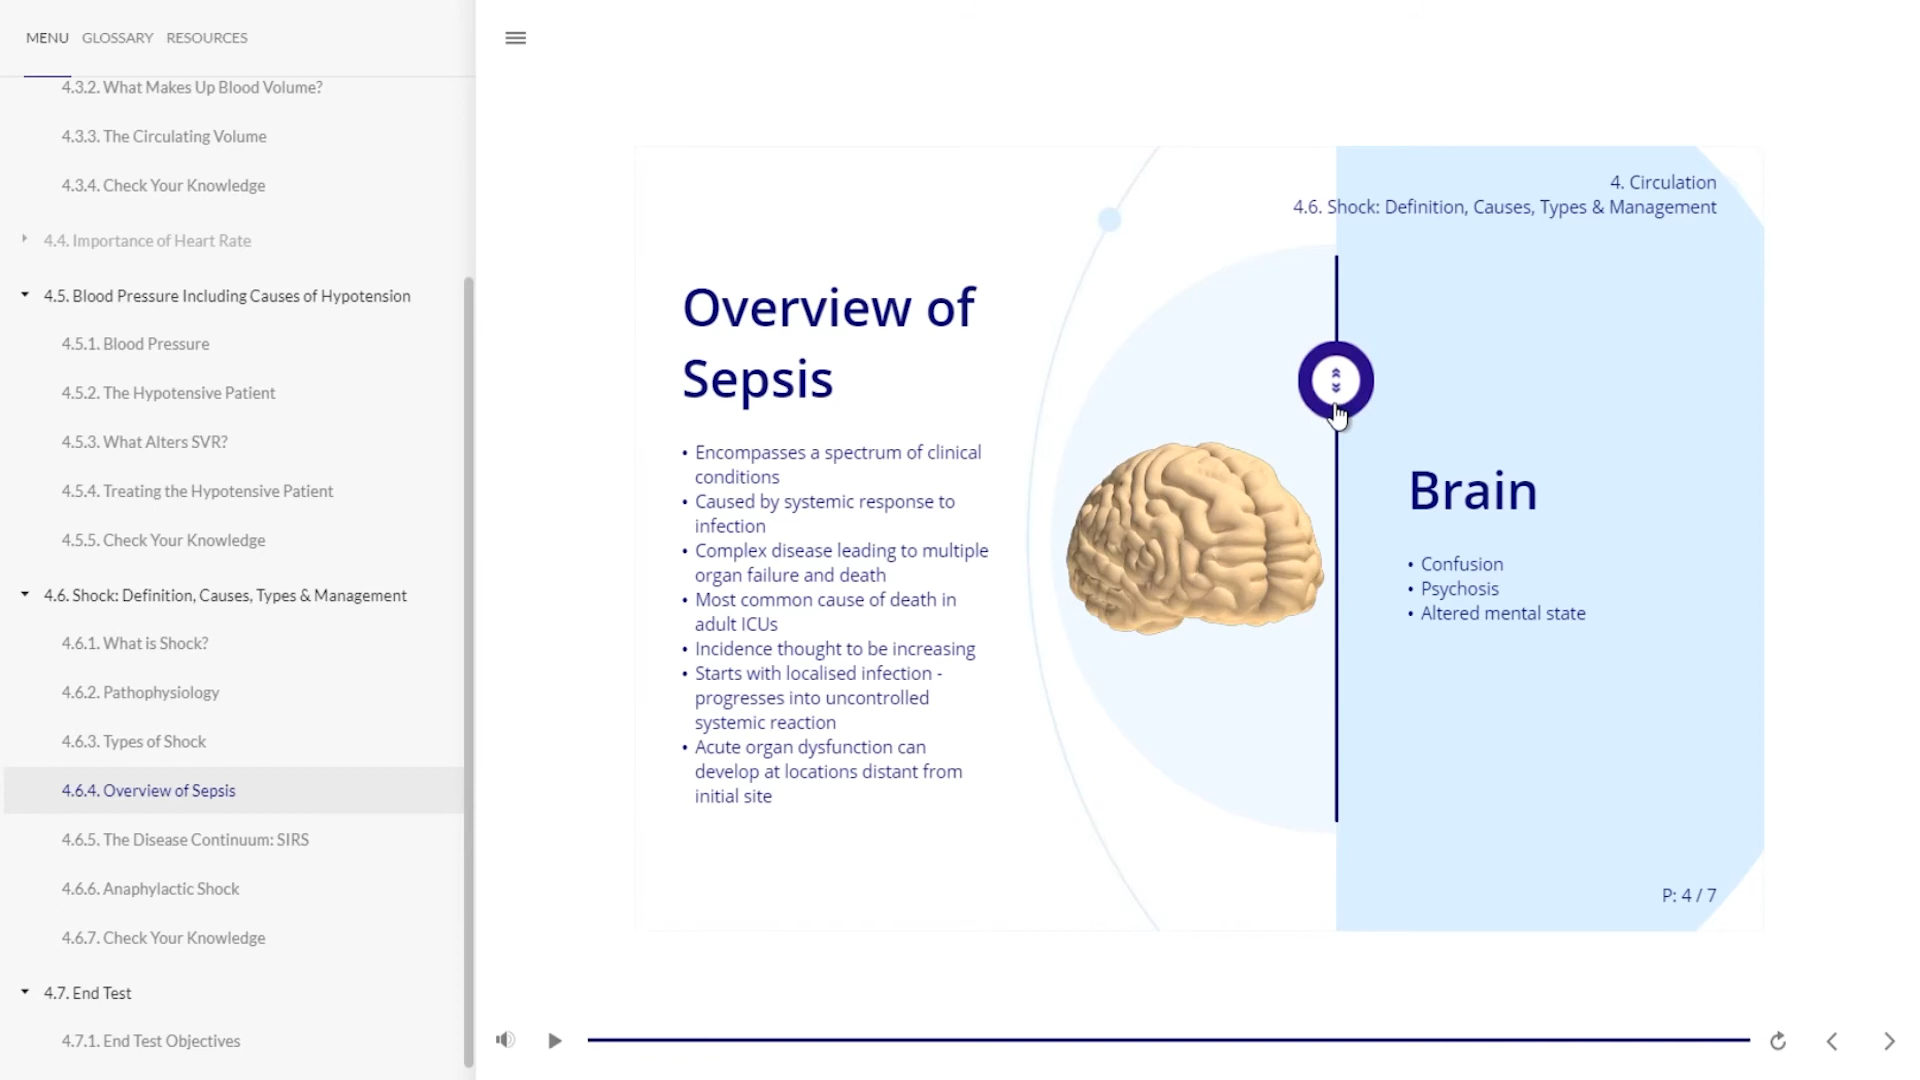 MENU GLOSSARY RESOURCES
4.3.2. What Makes Up Blood Volume?
4.3.3. The Circulating Volume
4.3.4. Check Your Knowledge
4.4. Importance of Heart Rate
4.5. Blood Pressure Including Causes of Hypotension
4.5.1. Blood Pressure
4.5.2. The Hypotensive Patient
4.5.3. What Alters SVR?
4.5.4. Treating the Hypotensive Patient
4.5.5. Check Your Knowledge
4.6. Shock: Definition, Causes, Types & Management
4.6.1. What is Shock?
4.6.2. Pathophysiology
4.6.3. Types of Shock
4.6.4. Overview of Sepsis
4.6.5. The Disease Continuum: SIRS
4.6.6. Anaphylactic Shock
4.6.7. Check Your Knowledge
4.7. End Test
4.7.1. End Test Objectives
4. Circulation
4.6. Shock: Definition, Causes, Types & Management
Overview of
Sepsis
• Encompasses a spectrum of clinical
conditions
• Caused by systemic response to
infection
• Complex disease leading to multiple
organ failure and death
• Most common cause of death in
adult ICUs
• Incidence thought to be increasing
• Starts with localised infection -
progresses into uncontrolled
systemic reaction
• Acute organ dysfunction can
develop at locations distant from
initial site
Brain
• Confusion
• Psychosis
• Altered mental state
P: 4 / 7